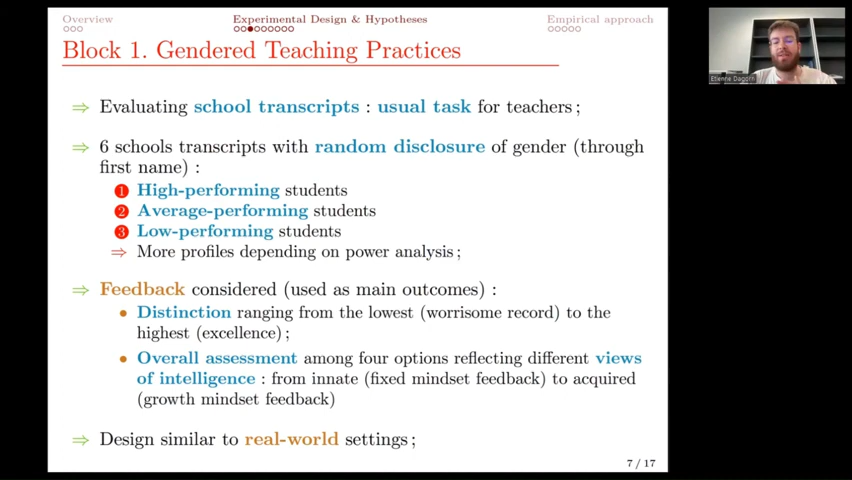 Overview
Experimental Design & Hypotheses
Empirical approach
Block 1. Gendered Teaching Practices
⇒ Evaluating school transcripts : usual task for teachers ;
⇒ 6 schools transcripts with random disclosure of gender (through
first name) :
1 High-performing students
2 Average-performing students
3 Low-performing students
⇒ More profiles depending on power analysis ;
⇒ Feedback considered (used as main outcomes) :
• Distinction ranging from the lowest (worrisome record) to the
highest (excellence) ;
• Overall assessment among four options reflecting different views
of intelligence : from innate (fixed mindset feedback) to acquired
(growth mindset feedback)
⇒ Design similar to real-world settings ;
7 / 17
Etienne Dagorn